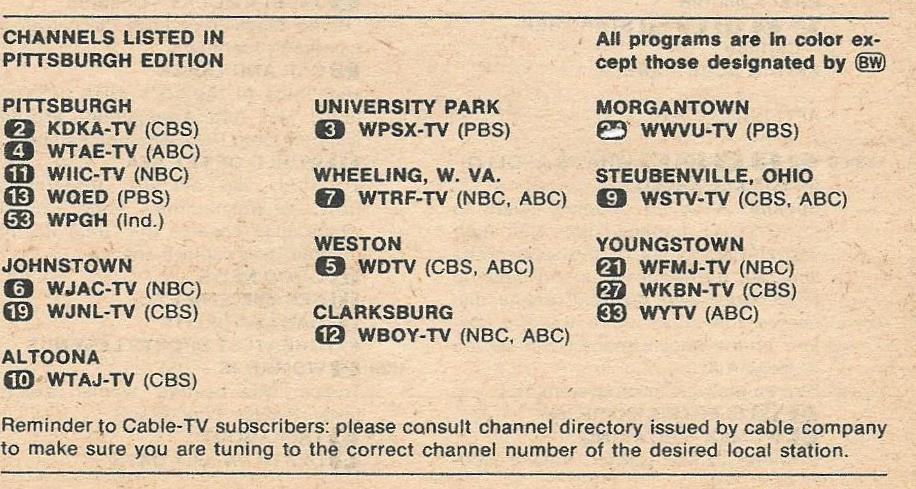 CHANNELS LISTED IN
PITTSBURGH EDITION
All programs are in color ex-
cept those designated by BW
PITTSBURGH
2 KDKA-TV (CBS)
4 WTAE-TV (ABC)
11 WIIC-TV (NBC)
13 WQED (PBS)
53 WPGH (Ind.)
JOHNSTOWN
6 WJAC-TV (NBC)
19 WJNL-TV (CBS)
ALTOONA
10 WTAJ-TV (CBS)
UNIVERSITY PARK
3 WPSX-TV (PBS)
WHEELING, W. VA.
7 WTRF-TV (NBC, ABC)
WESTON
5 WDTV (CBS, ABC)
CLARKSBURG
12 WBOY-TV (NBC, ABC)
MORGANTOWN
WWVU-TV (PBS)
STEUBENVILLE, OHIO
9 WSTV-TV (CBS, ABC)
YOUNGSTOWN
21 WFMJ-TV (NBC)
27 WKBN-TV (CBS)
33 WYTV (ABC)
Reminder to Cable-TV subscribers: please consult channel directory issued by cable company
to make sure you are tuning to the correct channel number of the desired local station.